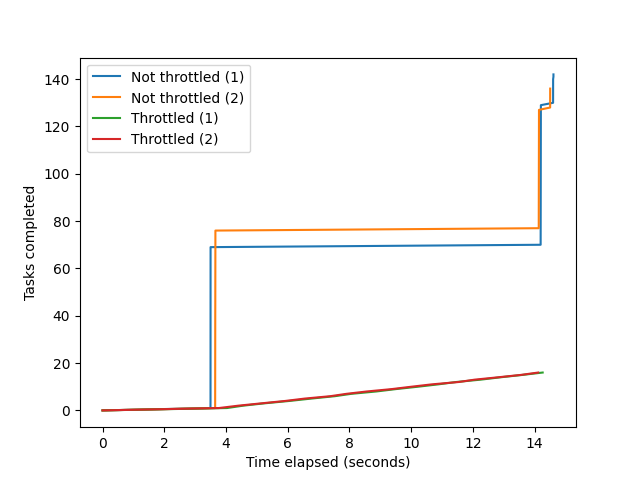 Not throttled (1)
Not throttled (2)
Throttled (1)
Throttled (2)
140
120
100
80
60
40
20
0
Tasks completed
0 2 4 6 8 10 12 14
Time elapsed (seconds)